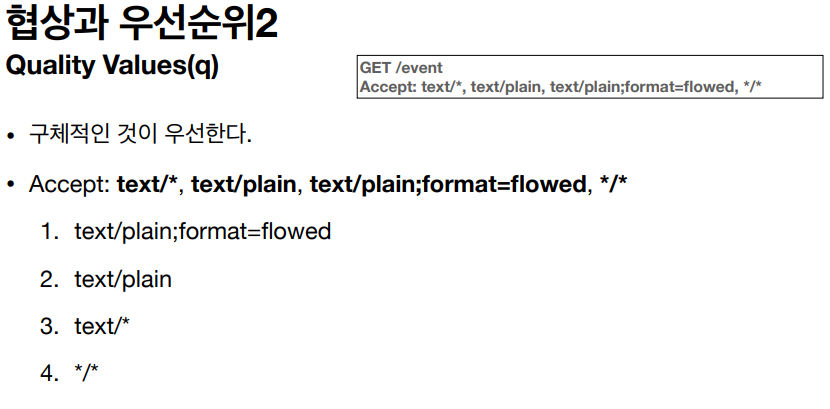 협상과 우선순위2
Quality Values(q)
GET /event
Accept: text/*, text/plain, text/plain;format=flowed, */*
• 구체적인 것이 우선한다.
• Accept: text/*, text/plain, text/plain;format=flowed, */*
1. text/plain;format=flowed
2. text/plain
3. text/*
4. */*